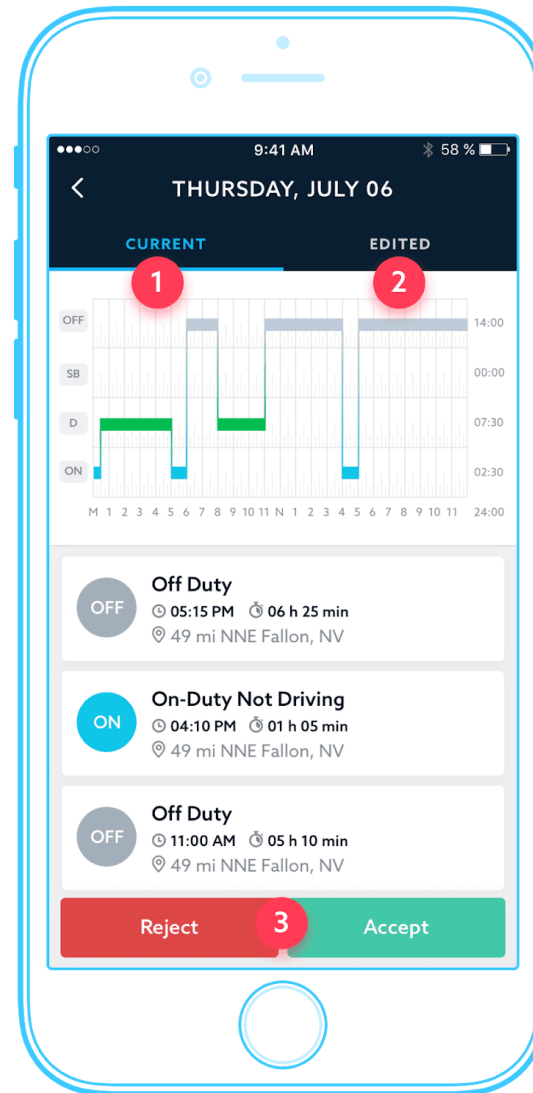 9:41 AM 58 %
THURSDAY, JULY 06
CURRENT EDITED
1 2
OFF 14:00
SB 00:00
D 07:30
ON 02:30
M 1 2 3 4 5 6 7 8 9 10 11 N 1 2 3 4 5 6 7 8 9 10 11 24:00
Off Duty
OFF 05:15 PM 06 h 25 min
49 mi NNE Fallon, NV
On-Duty Not Driving
ON 04:10 PM 01 h 05 min
49 mi NNE Fallon, NV
Off Duty
OFF 11:00 AM 05 h 10 min
49 mi NNE Fallon, NV
Reject 3 Accept